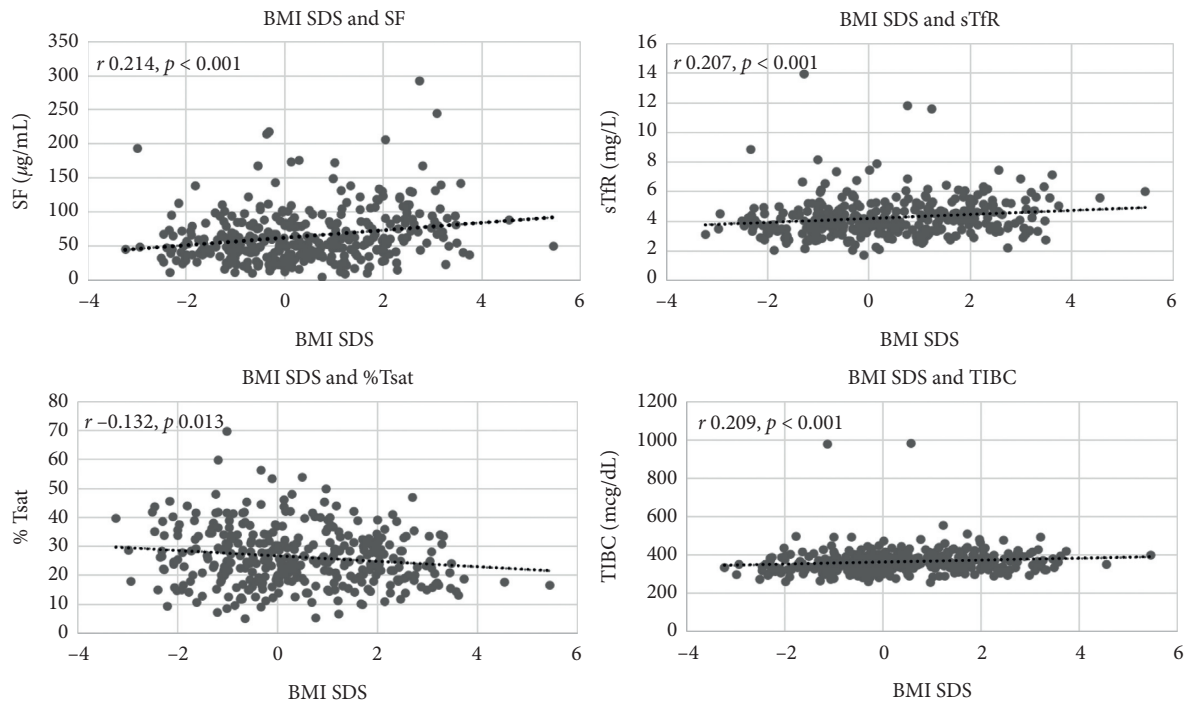 BMI SDS and SF
r 0.214, p < 0.001
SF (μg/mL)
350
300
250
200
150
100
50
0
−4 −2 0 2 4 6
BMI SDS
BMI SDS and sTfR
r 0.207, p < 0.001
sTfR (mg/L)
16
14
12
10
8
6
4
2
0
−4 −2 0 2 4 6
BMI SDS
BMI SDS and %Tsat
r −0.132, p 0.013
% Tsat
80
70
60
50
40
30
20
10
0
−4 −2 0 2 4 6
BMI SDS
BMI SDS and TIBC
r 0.209, p < 0.001
TIBC (mcg/dL)
1200
1000
800
600
400
200
0
−4 −2 0 2 4 6
BMI SDS